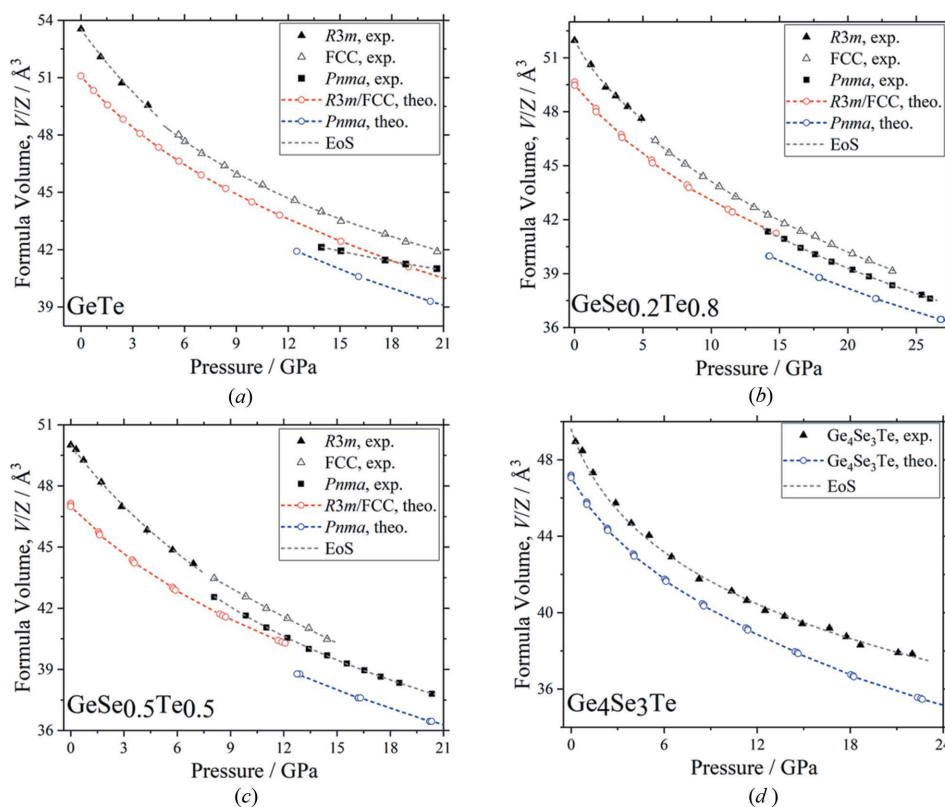 54
51
48
45
42
39
Formula Volume, V/Z / Å³
R3m, exp.
FCC, exp.
Pnma, exp.
R3m/FCC, theo.
Pnma, theo.
EoS
GeTe
0 3 6 9 12 15 18 21
Pressure / GPa
(a)
52
48
44
40
36
Formula Volume, V/Z / Å³
R3m, exp.
FCC, exp.
Pnma, exp.
R3m/FCC, theo.
Pnma, theo.
EoS
GeSe0.2Te0.8
0 5 10 15 20 25
Pressure / GPa
(b)
51
48
45
42
39
36
Formula Volume, V/Z / Å³
R3m, exp.
FCC, exp.
Pnma, exp.
R3m/FCC, theo.
Pnma, theo.
EoS
GeSe0.5Te0.5
0 3 6 9 12 15 18 21
Pressure / GPa
(c)
48
44
40
36
Formula Volume, V/Z / Å³
Ge4Se3Te, exp.
Ge4Se3Te, theo.
EoS
Ge4Se3Te
0 6 12 18 24
Pressure / GPa
(d)